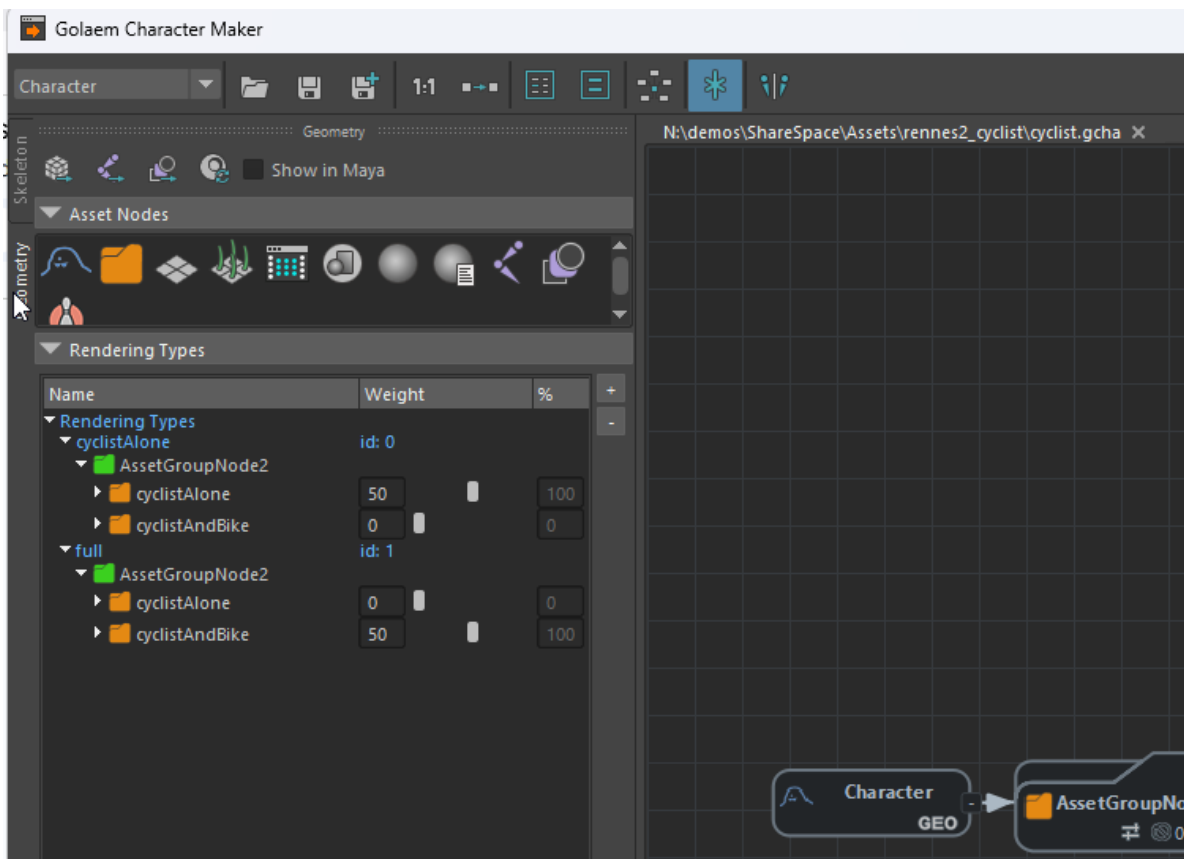 Golaem Character Maker
Character
1:1
Geometry
N:\demos\ShareSpace\Assets\rennes2_cyclist\cyclist.gcha
Skeleton
Show in Maya
Asset Nodes
Rendering Types
Name Weight % +
Rendering Types -
cyclistAlone id: 0
AssetGroupNode2
cyclistAlone 50 100
cyclistAndBike 0 0
full id: 1
AssetGroupNode2
cyclistAlone 0 0
cyclistAndBike 50 100
Character
GEO
-
AssetGroupNo
0